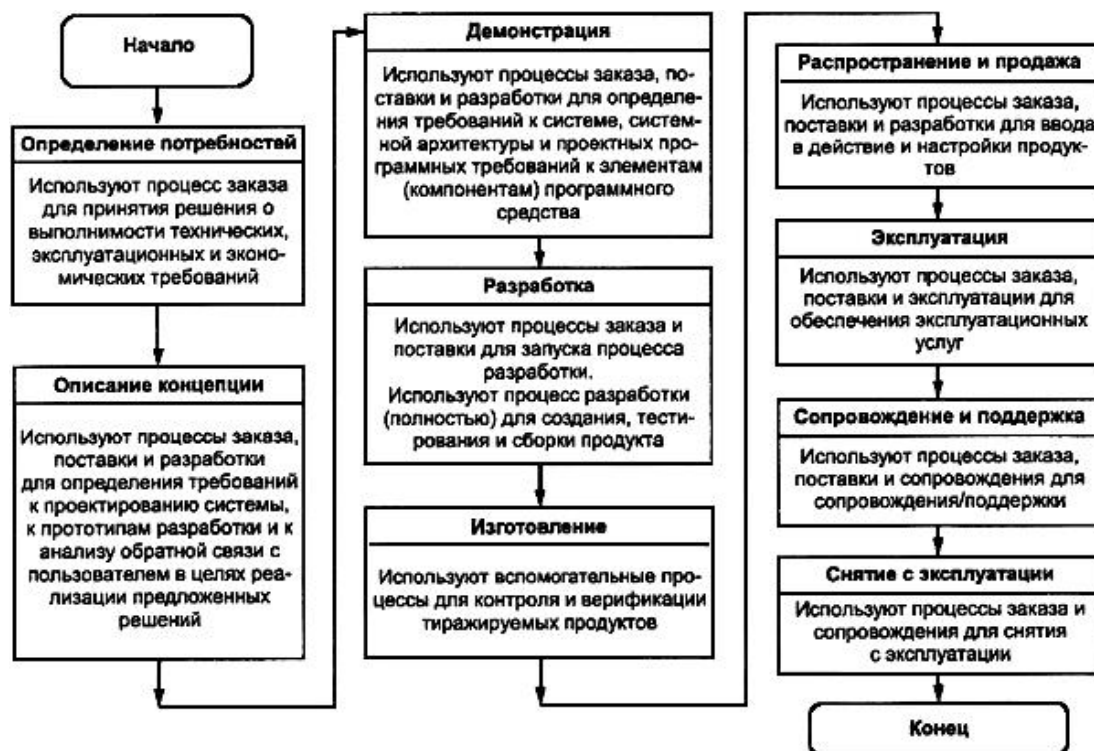 Начало
Определение потребностей
Используют процесс заказа
для принятия решения о
выполнимости технических,
эксплуатационных и эконо-
мических требований
Описание концепции
Используют процессы заказа,
поставки и разработки
для определения требований
к проектированию системы,
к прототипам разработки и к
анализу обратной связи с
пользователем в целях реа-
лизации предложенных
решений
Демонстрация
Используют процессы заказа, по-
ставки и разработки для определе-
ния требований к системе, систем-
ной архитектуры и проектных про-
граммных требований к элементам
(компонентам) программного
средства
Разработка
Используют процессы заказа и
поставки для запуска процесса
разработки.
Используют процесс разработки
(полностью) для создания, тести-
рования и сборки продукта
Изготовление
Используют вспомогательные про-
цессы для контроля и верификации
тиражируемых продуктов
Распространение и продажа
Используют процессы заказа,
поставки и разработки для ввода
в действие и настройки продук-
тов
Эксплуатация
Используют процессы заказа,
поставки и эксплуатации для
обеспечения эксплуатационных
услуг
Сопровождение и поддержка
Используют процессы заказа,
поставки и сопровождения для
сопровождения/поддержки
Снятие с эксплуатации
Используют процессы заказа и
сопровождения для снятия
с эксплуатации
Конец